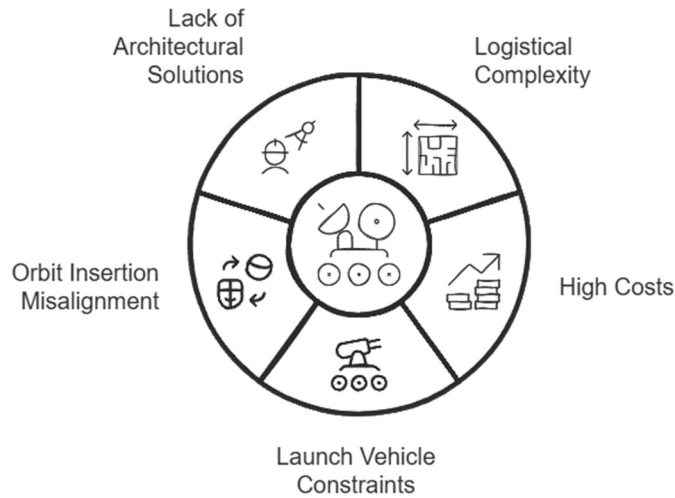 Lack of
Architectural
Solutions
Logistical
Complexity
Orbit Insertion
Misalignment
High Costs
Launch Vehicle
Constraints